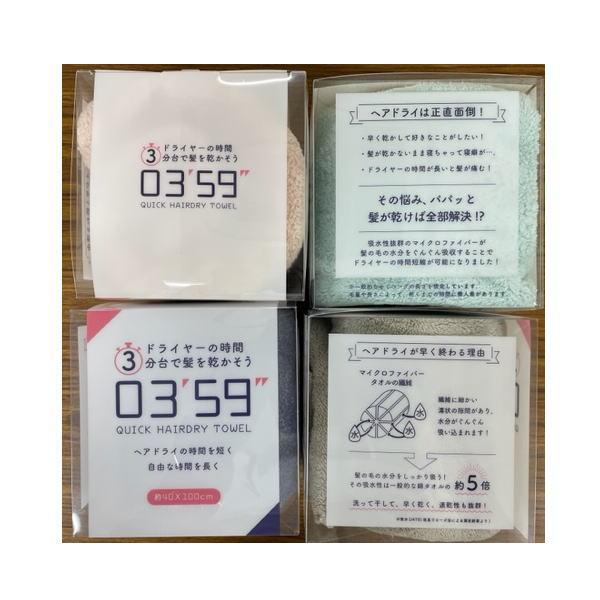 ドライヤーの時間
3 分台で髪を乾かそう
03'59"
QUICK HAIRDRY TOWEL
ヘアドライは正直面倒！
・早く乾かして好きなことがしたい！
・髪が乾かないまま寝ちゃって寝癖が…。
・ドライヤーの時間が長いと髪が痛む！
その悩み、パパッと
髪が乾けば全部解決!?
吸水性抜群のマイクロファイバーが
髪の毛の水分をぐんぐん吸収することで
ドライヤーの時間短縮が可能になりました！
ドライヤーの時間
3 分台で髪を乾かそう
03'59"
QUICK HAIRDRY TOWEL
ヘアドライの時間を短く
自由な時間を長く
約40×100cm
ヘアドライが早く終わる理由
マイクロファイバー
タオルの繊維
水 水 水
繊維に細かい
溝状の隙間があり、
水分がぐんぐん
吸い込まれます！
髪の毛の水分をしっかり吸う！
その吸水性は一般的な綿タオルの 約5倍
洗って干して、早く乾く、速乾性も抜群！